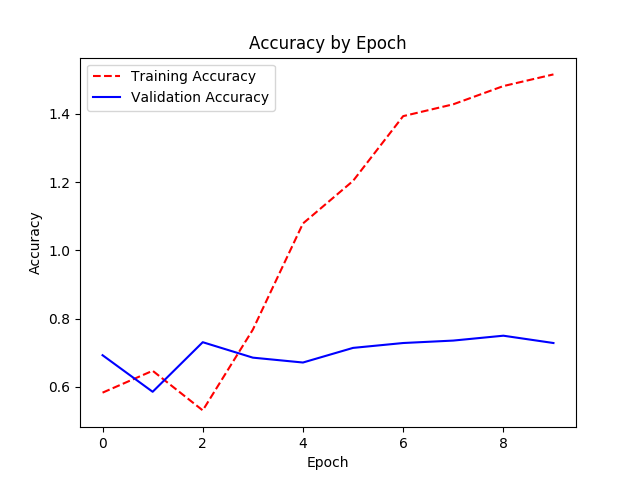 Accuracy by Epoch
Training Accuracy
Validation Accuracy
1.4
1.2
1.0
0.8
0.6
Accuracy
0 2 4 6 8
Epoch